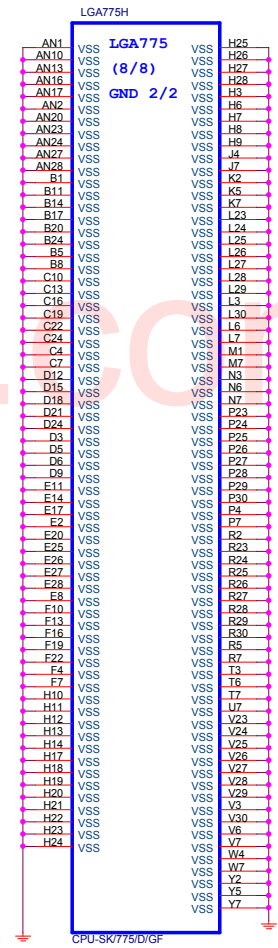 LGA775H
LGA775
(8/8)
GND 2/2
AN1 VSS VSS H25
AN10 VSS VSS H26
AN13 VSS VSS H27
AN16 VSS VSS H28
AN17 VSS VSS H3
AN2 VSS VSS H6
AN20 VSS VSS H7
AN23 VSS VSS H8
AN24 VSS VSS H9
AN27 VSS VSS J4
AN28 VSS VSS J7
B1 VSS VSS K2
B11 VSS VSS K5
B14 VSS VSS K7
B17 VSS VSS L23
B20 VSS VSS L24
B24 VSS VSS L25
B5 VSS VSS L26
B8 VSS VSS L27
C10 VSS VSS L28
C13 VSS VSS L29
C16 VSS VSS L3
C19 VSS VSS L30
C22 VSS VSS L6
C24 VSS VSS L7
C4 VSS VSS M1
C7 VSS VSS M7
D12 VSS VSS N3
D15 VSS VSS N6
D18 VSS VSS N7
D21 VSS VSS P23
D24 VSS VSS P24
D3 VSS VSS P25
D5 VSS VSS P26
D6 VSS VSS P27
D9 VSS VSS P28
E11 VSS VSS P29
E14 VSS VSS P30
E17 VSS VSS P4
E2 VSS VSS P7
E20 VSS VSS R2
E25 VSS VSS R23
E26 VSS VSS R24
E27 VSS VSS R25
E28 VSS VSS R26
E8 VSS VSS R27
F10 VSS VSS R28
F13 VSS VSS R29
F16 VSS VSS R30
F19 VSS VSS R5
F22 VSS VSS R7
F4 VSS VSS T3
F7 VSS VSS T6
H10 VSS VSS T7
H11 VSS VSS U7
H12 VSS VSS V23
H13 VSS VSS V24
H14 VSS VSS V25
H17 VSS VSS V26
H18 VSS VSS V27
H19 VSS VSS V28
H20 VSS VSS V29
H21 VSS VSS V3
H22 VSS VSS V30
H23 VSS VSS V6
H24 VSS VSS V7
VSS W4
VSS W7
VSS Y2
VSS Y5
VSS Y7
CPU-SK/775/D/GF